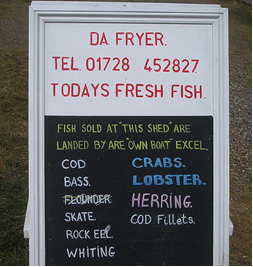 DA. FRYER.
TEL. 01728 452827.
TODAYS FRESH FISH.
FISH SOLD AT "THIS SHED" ARE
LANDED BY ARE "OWN BOAT" EXCEL.
COD.
BASS.
FLOUNDER
SKATE.
ROCK EEL.
WHITING
CRABS.
LOBSTER.
HERRING.
COD Fillets.